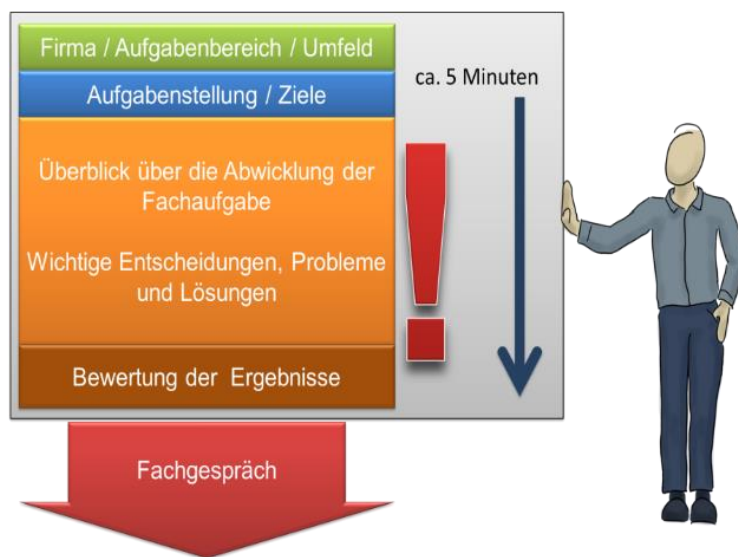 Firma / Aufgabenbereich / Umfeld
Aufgabenstellung / Ziele
ca. 5 Minuten
Überblick über die Abwicklung der
Fachaufgabe
Wichtige Entscheidungen, Probleme
und Lösungen
!
Bewertung der Ergebnisse
Fachgespräch